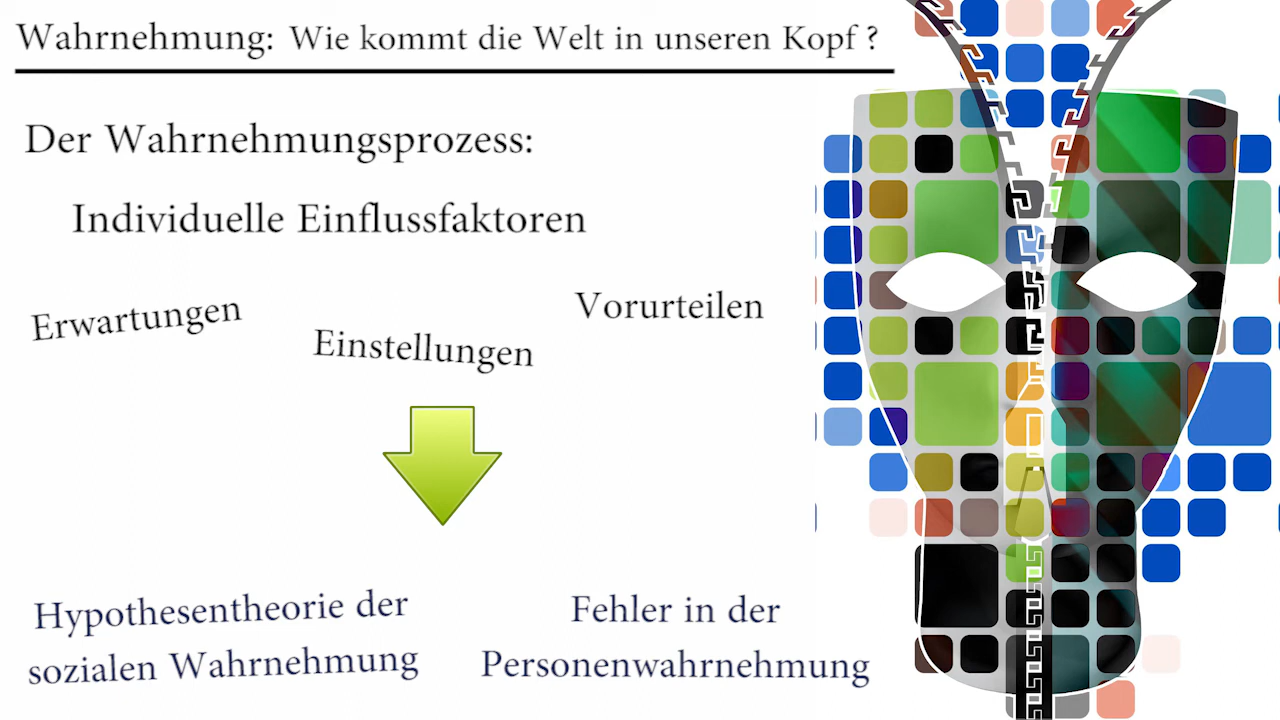 Wahrnehmung: Wie kommt die Welt in unseren Kopf ?
Der Wahrnehmungsprozess:
Individuelle Einflussfaktoren
Erwartungen
Einstellungen
Vorurteilen
Hypothesentheorie der
sozialen Wahrnehmung
Fehler in der
Personenwahrnehmung